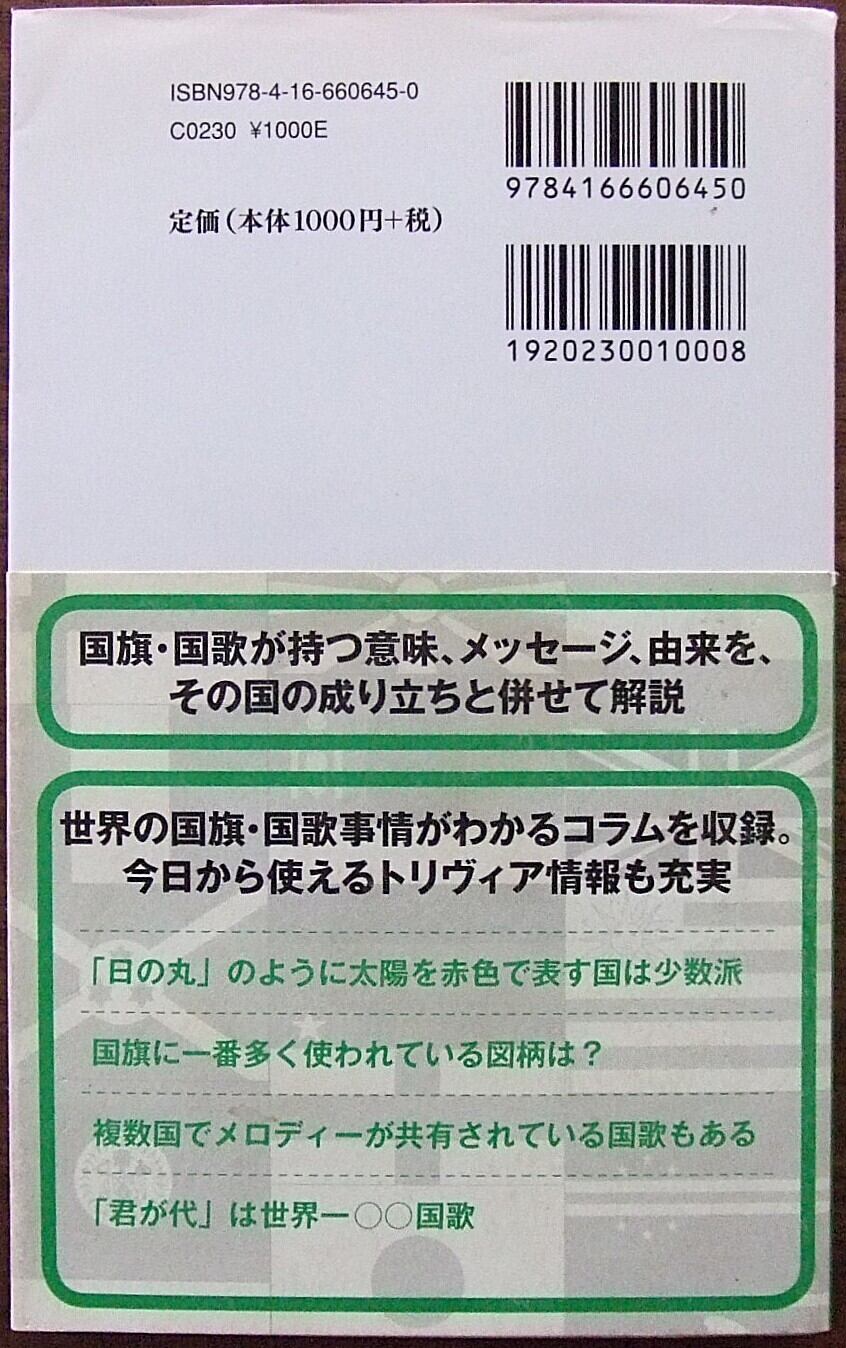 ISBN978-4-16-660645-0
C0230 ¥1000E
9784166606450
定価(本体1000円+税)
1920230010008
国旗・国歌が持つ意味、メッセージ、由来を、
その国の成り立ちと併せて解説
世界の国旗・国歌事情がわかるコラムを収録。
今日から使えるトリヴィア情報も充実
「日の丸」のように太陽を赤色で表す国は少数派
国旗に一番多く使われている図柄は？
複数国でメロディーが共有されている国歌もある
「君が代」は世界一○○国歌